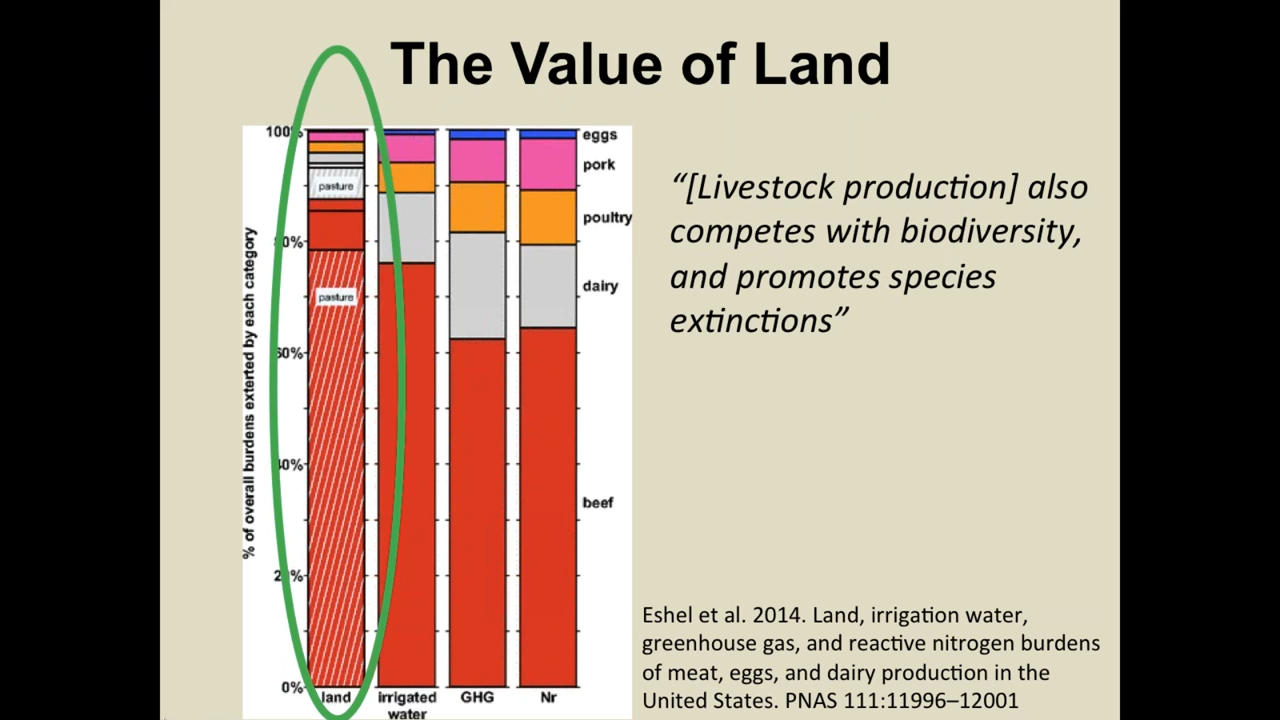 The Value of Land
% of overall burdens exterted by each category
100%
80%
60%
40%
20%
0%
pasture
pasture
land
irrigated
water
GHG
Nr
eggs
pork
poultry
dairy
beef
“[Livestock production] also
competes with biodiversity,
and promotes species
extinctions”
Eshel et al. 2014. Land, irrigation water,
greenhouse gas, and reactive nitrogen burdens
of meat, eggs, and dairy production in the
United States. PNAS 111:11996–12001